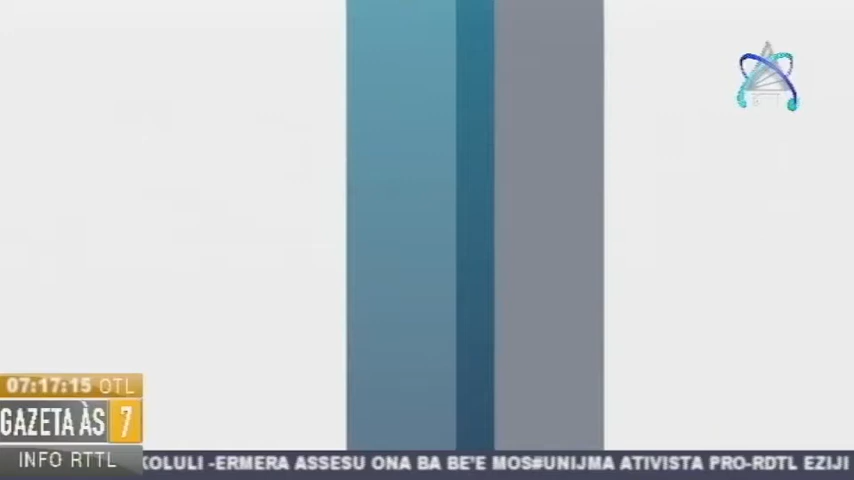 07:17:15 OTL
GAZETA ÀS 7
INFO RTTL
KOLULI -ERMERA ASSESU ONA BA BE'E MOS#UNIJMA ATIVISTA PRO-RDTL EZIJI